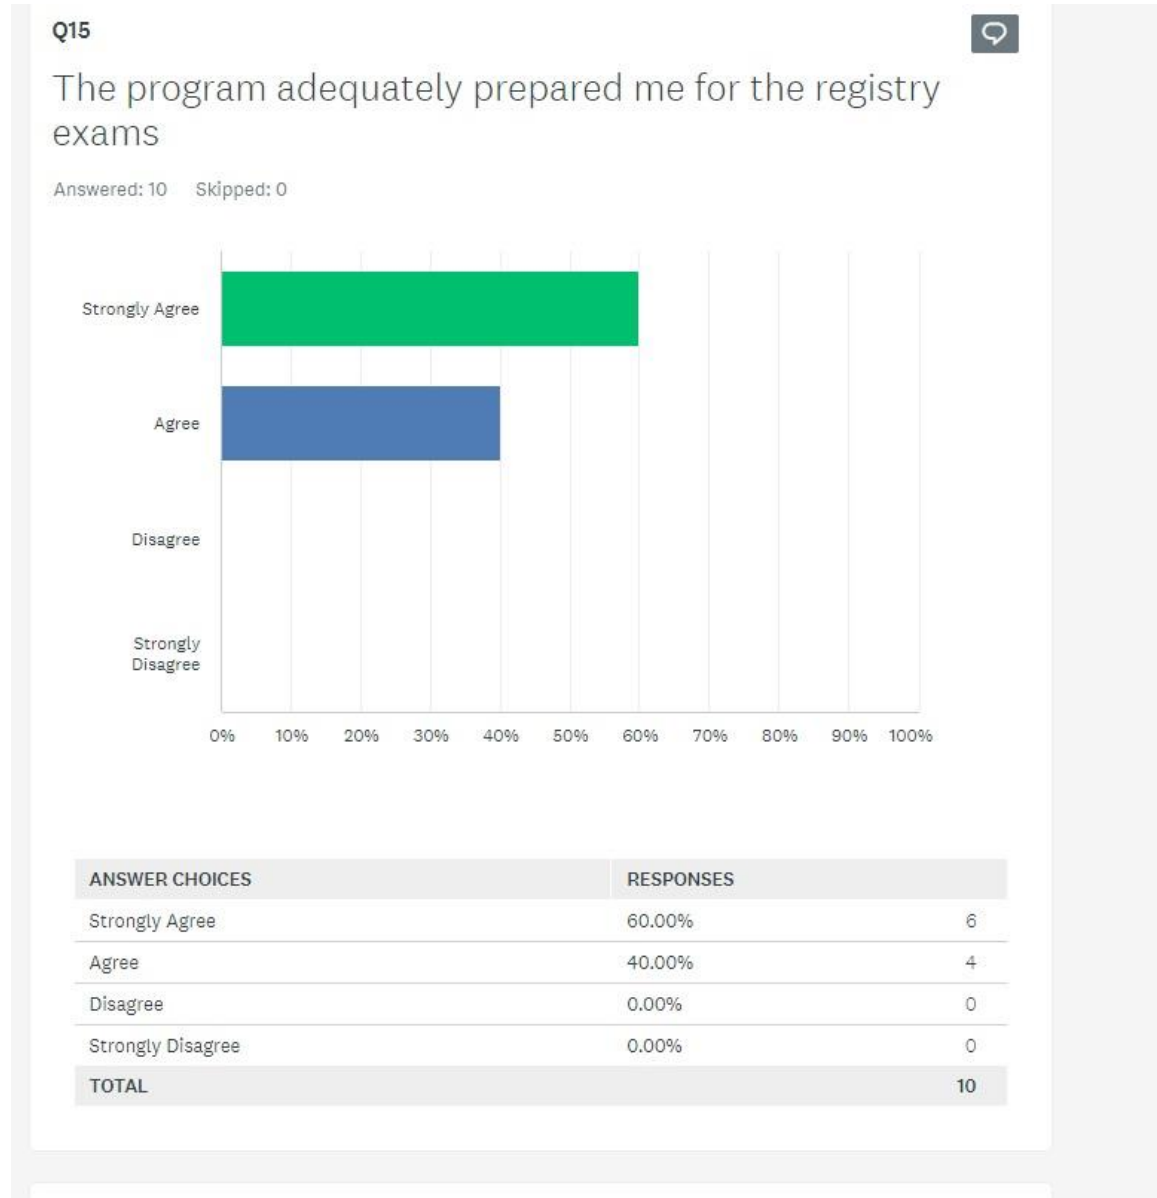 Q15
The program adequately prepared me for the registry
exams
Answered: 10 Skipped: 0
Strongly Agree
Agree
Disagree
Strongly
Disagree
0% 10% 20% 30% 40% 50% 60% 70% 80% 90% 100%
ANSWER CHOICES RESPONSES
Strongly Agree 60.00% 6
Agree 40.00% 4
Disagree 0.00% 0
Strongly Disagree 0.00% 0
TOTAL 10